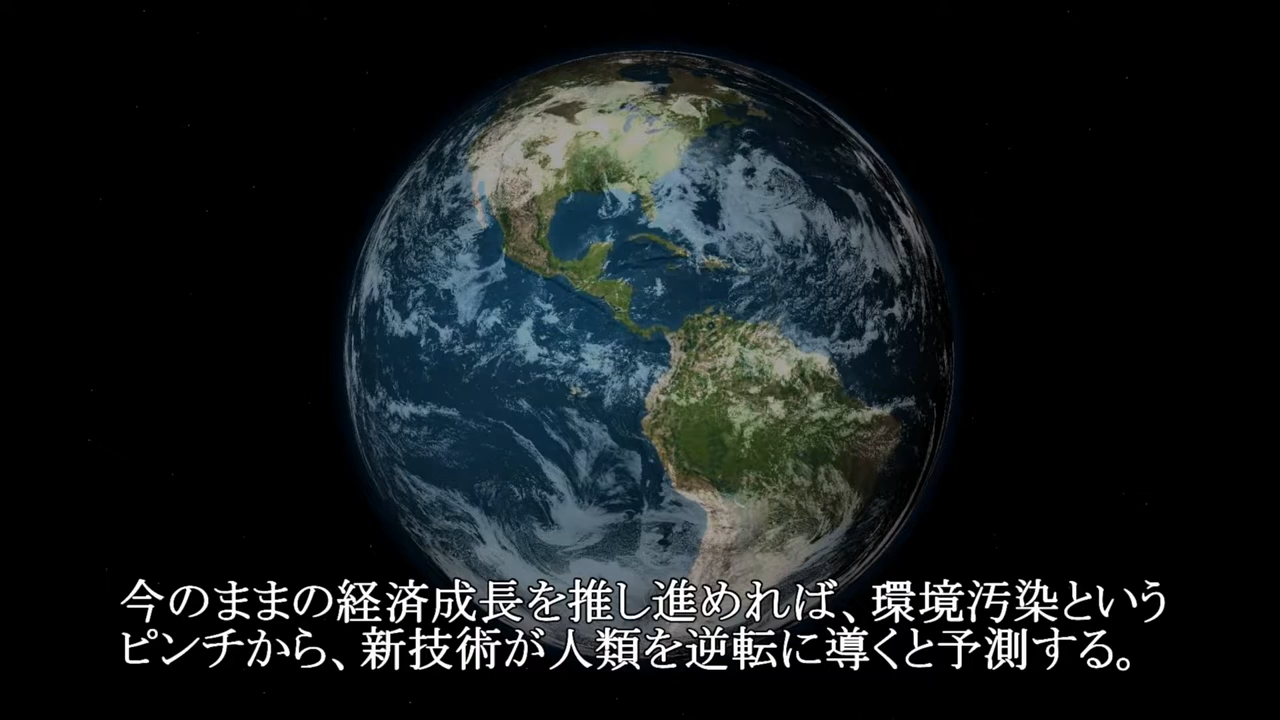 今のままの経済成長を推し進めれば、環境汚染という
ピンチから、新技術が人類を逆転に導くと予測する。